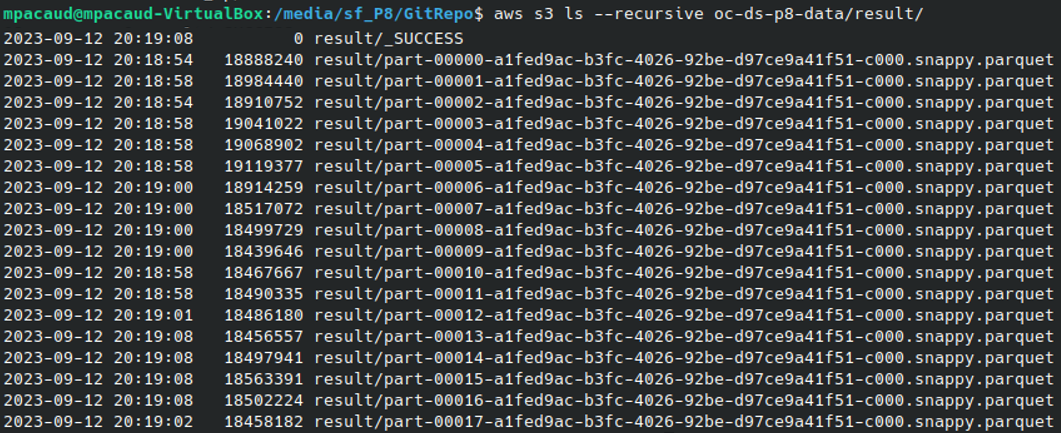 mpacaud@mpacaud-VirtualBox:/media/sf_P8/GitRepo$ aws s3 ls --recursive oc-ds-p8-data/result/
2023-09-12 20:19:08          0 result/_SUCCESS
2023-09-12 20:18:54   18888240 result/part-00000-a1fed9ac-b3fc-4026-92be-d97ce9a41f51-c000.snappy.parquet
2023-09-12 20:18:58   18984440 result/part-00001-a1fed9ac-b3fc-4026-92be-d97ce9a41f51-c000.snappy.parquet
2023-09-12 20:18:54   18910752 result/part-00002-a1fed9ac-b3fc-4026-92be-d97ce9a41f51-c000.snappy.parquet
2023-09-12 20:18:58   19041022 result/part-00003-a1fed9ac-b3fc-4026-92be-d97ce9a41f51-c000.snappy.parquet
2023-09-12 20:18:58   19068902 result/part-00004-a1fed9ac-b3fc-4026-92be-d97ce9a41f51-c000.snappy.parquet
2023-09-12 20:18:58   19119377 result/part-00005-a1fed9ac-b3fc-4026-92be-d97ce9a41f51-c000.snappy.parquet
2023-09-12 20:19:00   18914259 result/part-00006-a1fed9ac-b3fc-4026-92be-d97ce9a41f51-c000.snappy.parquet
2023-09-12 20:19:00   18517072 result/part-00007-a1fed9ac-b3fc-4026-92be-d97ce9a41f51-c000.snappy.parquet
2023-09-12 20:19:00   18499729 result/part-00008-a1fed9ac-b3fc-4026-92be-d97ce9a41f51-c000.snappy.parquet
2023-09-12 20:19:00   18439646 result/part-00009-a1fed9ac-b3fc-4026-92be-d97ce9a41f51-c000.snappy.parquet
2023-09-12 20:18:58   18467667 result/part-00010-a1fed9ac-b3fc-4026-92be-d97ce9a41f51-c000.snappy.parquet
2023-09-12 20:18:58   18490335 result/part-00011-a1fed9ac-b3fc-4026-92be-d97ce9a41f51-c000.snappy.parquet
2023-09-12 20:19:01   18486180 result/part-00012-a1fed9ac-b3fc-4026-92be-d97ce9a41f51-c000.snappy.parquet
2023-09-12 20:19:08   18456557 result/part-00013-a1fed9ac-b3fc-4026-92be-d97ce9a41f51-c000.snappy.parquet
2023-09-12 20:19:08   18497941 result/part-00014-a1fed9ac-b3fc-4026-92be-d97ce9a41f51-c000.snappy.parquet
2023-09-12 20:19:08   18563391 result/part-00015-a1fed9ac-b3fc-4026-92be-d97ce9a41f51-c000.snappy.parquet
2023-09-12 20:19:08   18502224 result/part-00016-a1fed9ac-b3fc-4026-92be-d97ce9a41f51-c000.snappy.parquet
2023-09-12 20:19:02   18458182 result/part-00017-a1fed9ac-b3fc-4026-92be-d97ce9a41f51-c000.snappy.parquet